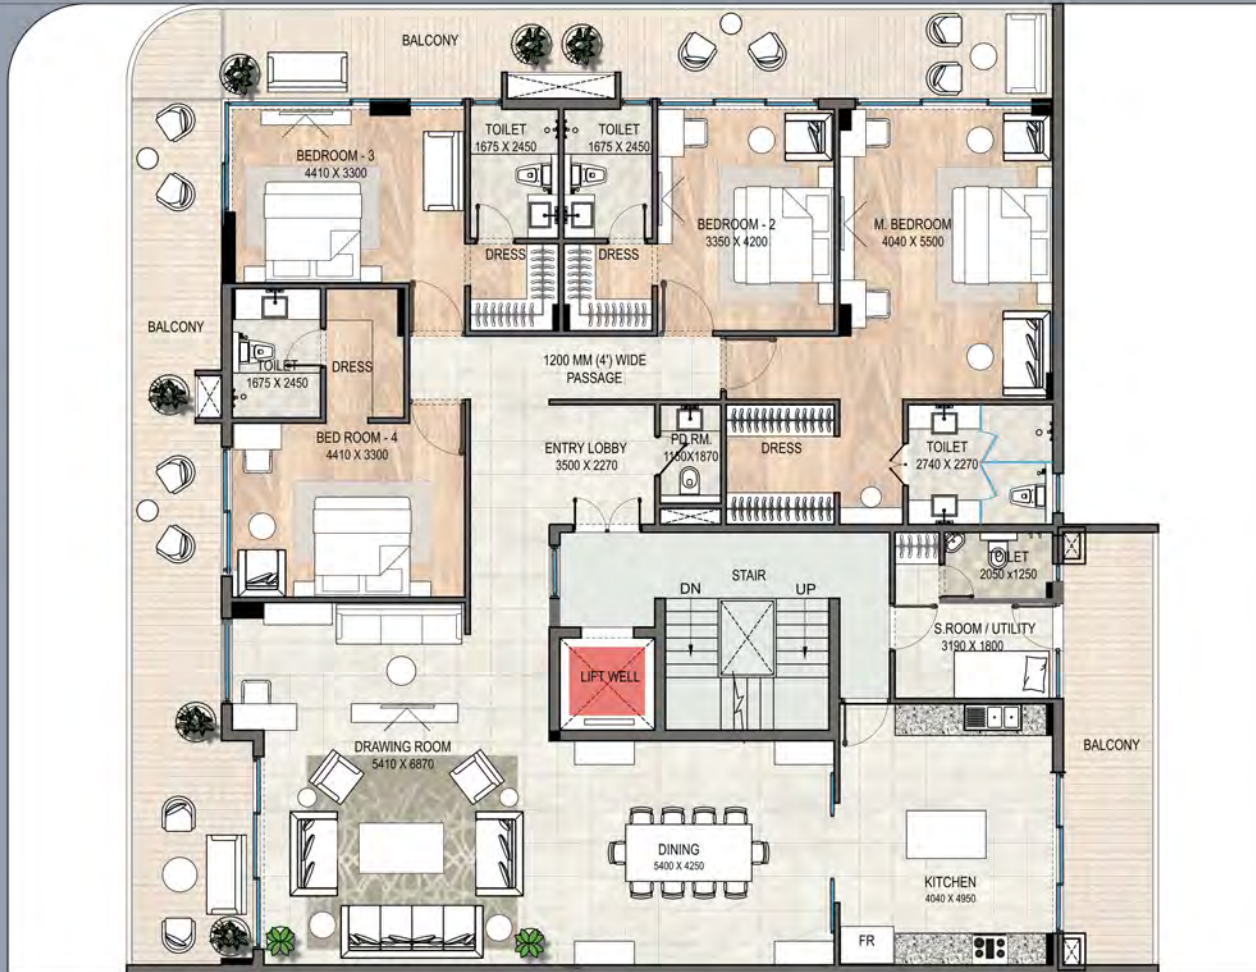 BALCONY
TOILET
1675 X 2450
TOILET
1675 X 2450
BEDROOM - 3
4410 X 3300
BEDROOM - 2
3350 X 4200
M. BEDROOM
4040 X 5500
DRESS
DRESS
BALCONY
TOILET
1675 X 2450
DRESS
1200 MM (4') WIDE
PASSAGE
BED ROOM - 4
4410 X 3300
ENTRY LOBBY
3500 X 2270
PD.RM.
1150X1870
DRESS
TOILET
2740 X 2270
STAIR
DN
UP
TOILET
2050 x1250
S.ROOM / UTILITY
3190 X 1800
LIFT WELL
DRAWING ROOM
5410 X 6870
BALCONY
DINING
5400 X 4250
KITCHEN
4040 X 4950
FR